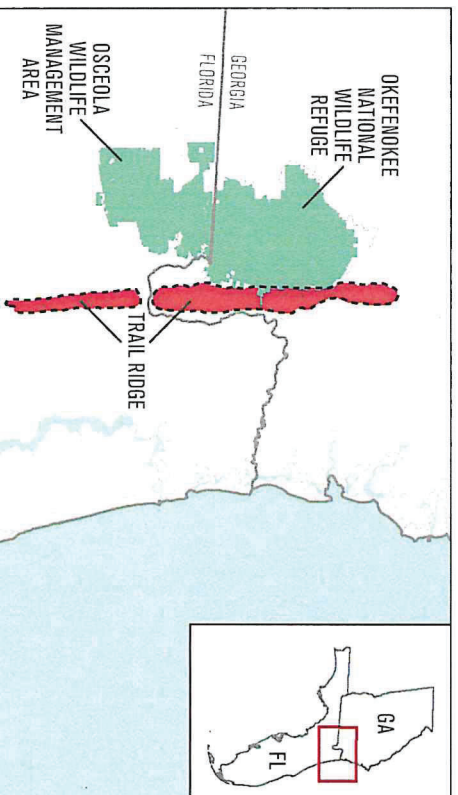 OKEFENOKEE
NATIONAL
WILDLIFE
REFUGE
GEORGIA
FLORIDA
OSCEOLA
WILDLIFE
MANAGEMENT
AREA
TRAIL RIDGE
GA
FL